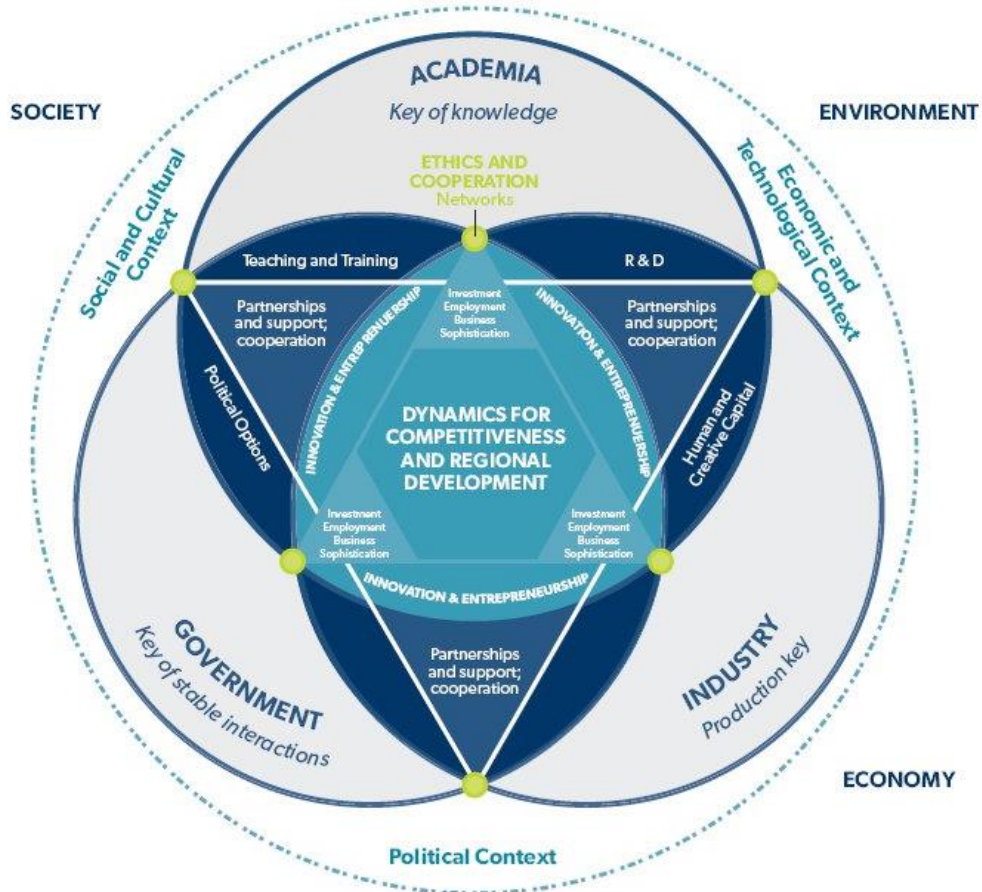 ACADEMIA
Key of knowledge
SOCIETY
ENVIRONMENT
ETHICS AND
COOPERATION
Networks
Social and Cultural
Context
Economic and
Technological Context
Teaching and Training
R & D
Partnerships
and support;
cooperation
Investment
Employment
Business
Sophistication
Partnerships
and support;
cooperation
INNOVATION & ENTREPRENUERSHIP
INNOVATION & ENTREPRENUERSHIP
Political Options
Human and
Creative Capital
DYNAMICS FOR
COMPETITIVENESS
AND REGIONAL
DEVELOPMENT
Investment
Employment
Business
Sophistication
Investment
Employment
Business
Sophistication
INNOVATION & ENTREPRENEURSHIP
GOVERNMENT
Key of stable interactions
Partnerships
and support;
cooperation
INDUSTRY
Production key
ECONOMY
Political Context